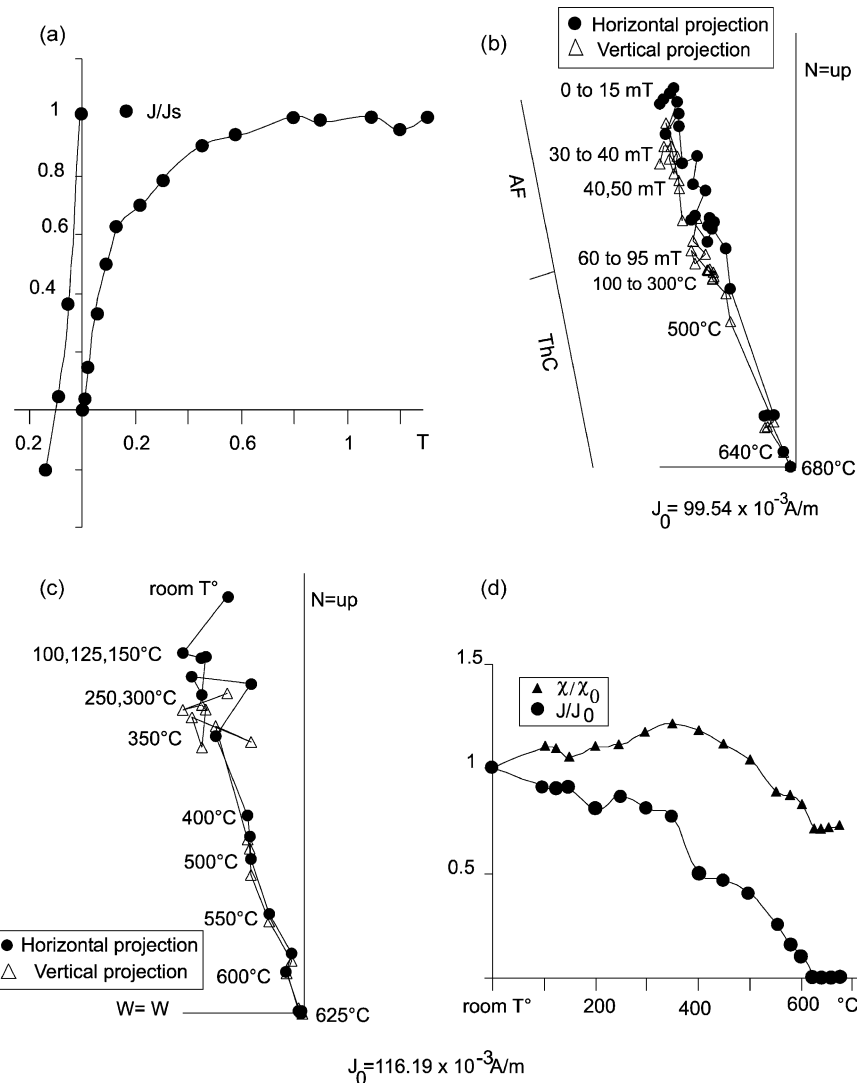 (a)
1
J/Js
0.8
0.6
0.4
0.2
0.2
0.6
1
T
(b)
Horizontal projection
Vertical projection
N=up
0 to 15 mT
30 to 40 mT
40,50 mT
AF
60 to 95 mT
100 to 300°C
500°C
ThC
640°C
680°C
J0= 99.54 x 10-3A/m
(c)
room T°
N=up
100,125,150°C
250,300°C
350°C
400°C
500°C
550°C
Horizontal projection
Vertical projection
600°C
W= W
625°C
(d)
1.5
χ/χ0
J/J0
1
0.5
room T°
200
400
600
°C
J0=116.19 x 10-3A/m